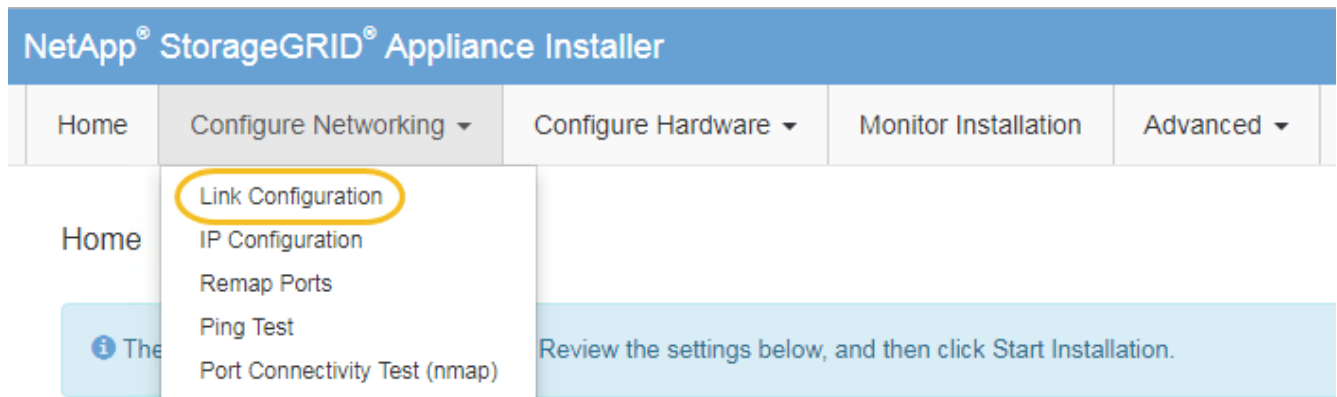 NetApp® StorageGRID® Appliance Installer
Home Configure Networking Configure Hardware Monitor Installation Advanced
Link Configuration
Home
IP Configuration
Remap Ports
Ping Test
The Review the settings below, and then click Start Installation.
Port Connectivity Test (nmap)